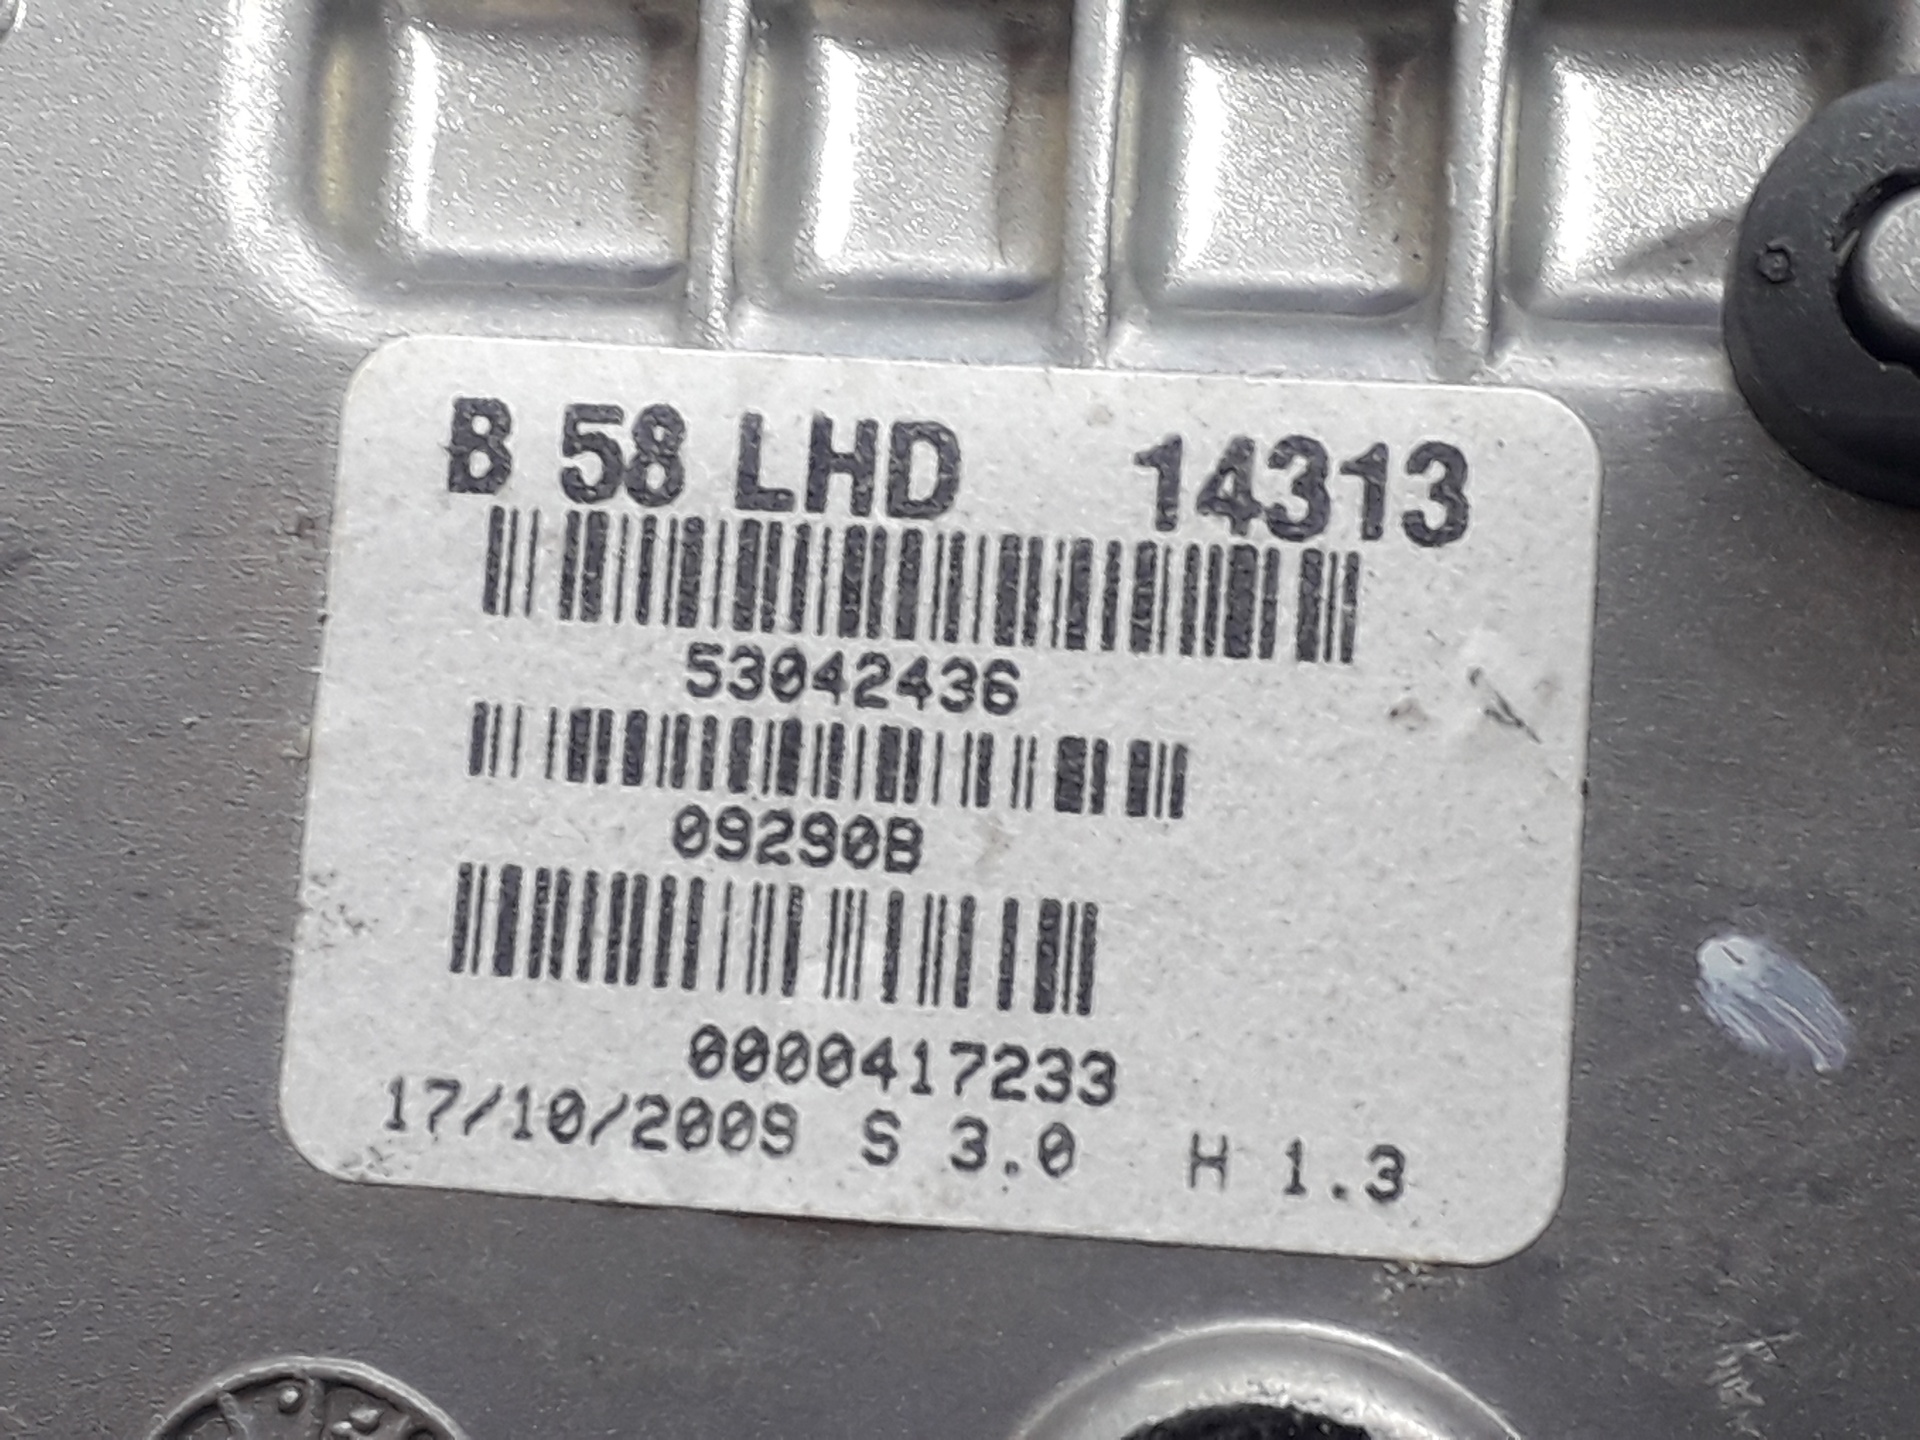 B 58 LHD 14313
53042436
09290B
0000417233
17/10/2009 S 3.0 H 1.3